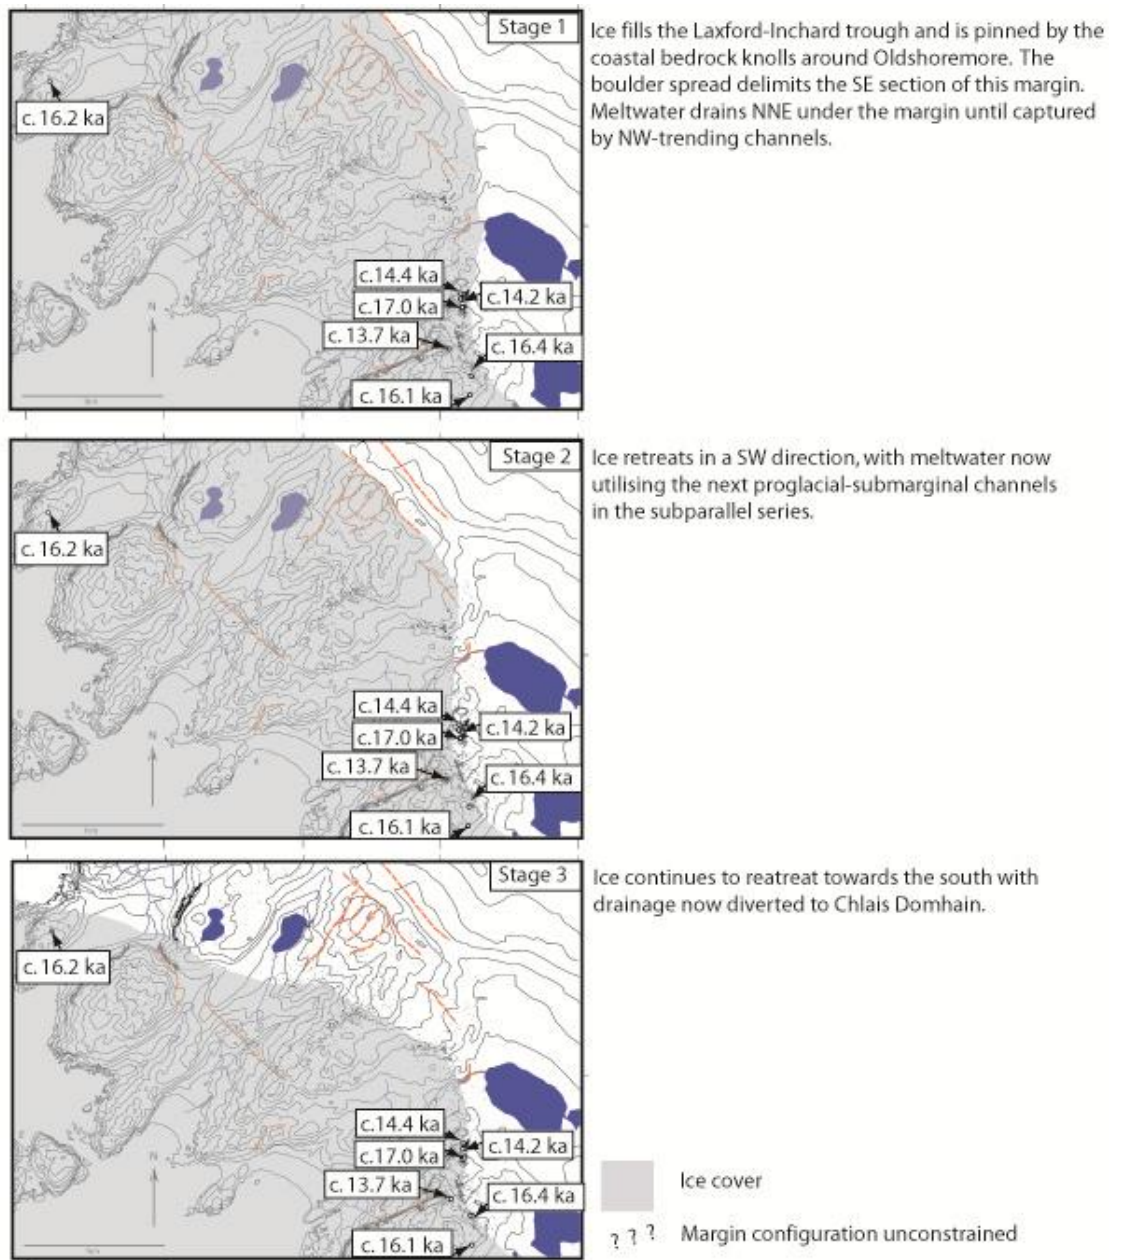 Stage 1
Ice fills the Laxford-Inchard trough and is pinned by the
coastal bedrock knolls around Oldshoremore. The
boulder spread delimits the SE section of this margin.
Meltwater drains NNE under the margin until captured
by NW-trending channels.
c. 16.2 ka
c.14.4 ka
c.14.2 ka
c.17.0 ka
c. 13.7 ka
c. 16.4 ka
c. 16.1 ka
N
Stage 2
Ice retreats in a SW direction, with meltwater now
utilising the next proglacial-submarginal channels
in the subparallel series.
c. 16.2 ka
c.14.4 ka
c.14.2 ka
c.17.0 ka
c. 13.7 ka
c. 16.4 ka
c. 16.1 ka
N
Stage 3
Ice continues to reatreat towards the south with
drainage now diverted to Chlais Domhain.
c. 16.2 ka
c.14.4 ka
c.14.2 ka
c.17.0 ka
c. 13.7 ka
c. 16.4 ka
c. 16.1 ka
N
Ice cover
? ? ? Margin configuration unconstrained